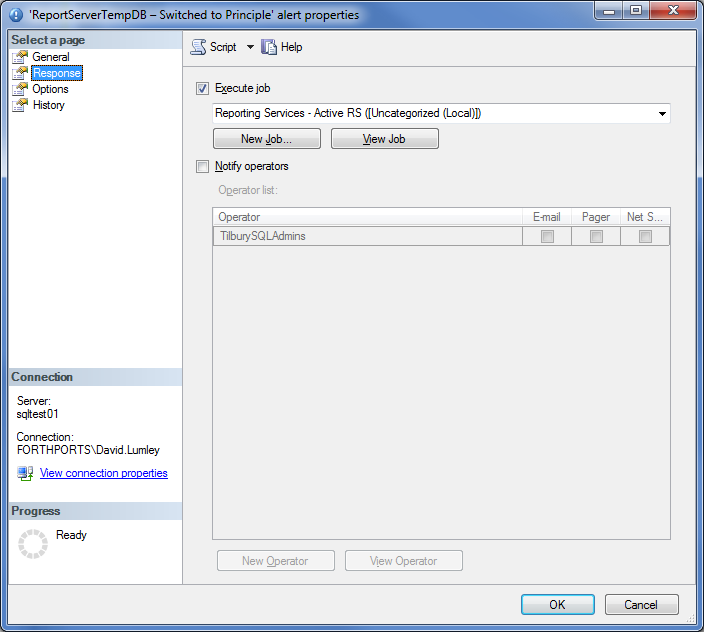 'ReportServerTempDB – Switched to Principle' alert properties
Select a page
General
Response
Options
History
Script
Help
Execute job
Reporting Services - Active RS ([Uncategorized (Local)])
New Job...
View Job
Notify operators
Operator list:
Operator E-mail Pager Net S...
TilburySQLAdmins
Connection
Server:
sqltest01
Connection:
FORTHPORTS\David.Lumley
View connection properties
Progress
Ready
New Operator
View Operator
OK
Cancel